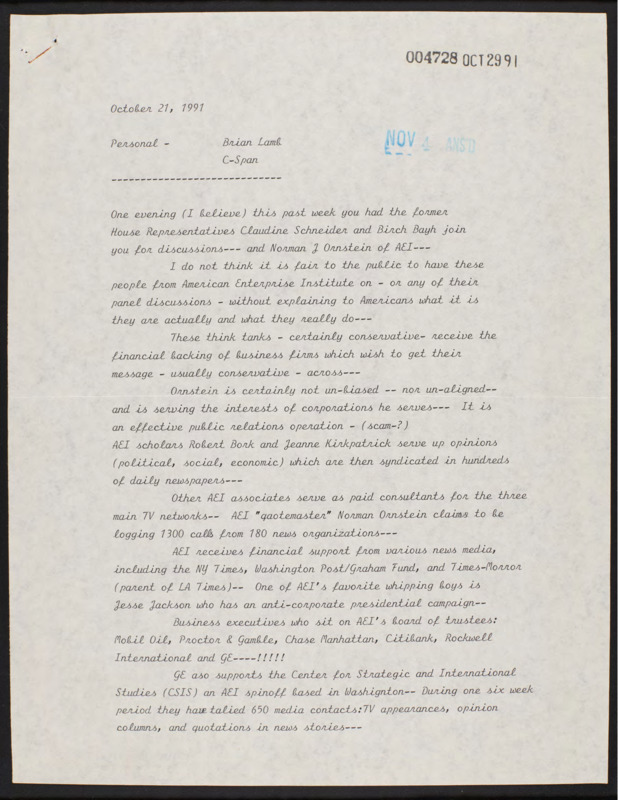 004728 OCT 29 91
October 21, 1991
Personal - Brian Lamb
NOV 4 ANS'D
C-Span
-----------------------------
One evening (I believe) this past week you had the former
House Representatives Claudine Schneider and Birch Bayh join
you for discussions--- and Norman J Ornstein of AEI---
I do not think it is fair to the public to have these
people from American Enterprise Institute on - or any of their
panel discussions - without explaining to Americans what it is
they are actually and what they really do---
These think tanks - certainly conservative- receive the
financial backing of business firms which wish to get their
message - usually conservative - across---
Ornstein is certainly not un-biased -- nor un-aligned--
and is serving the interests of corporations he serves--- It is
an effective public relations operation - (scam-?)
AEI scholars Robert Bork and Jeanne Kirkpatrick serve up opinions
(political, social, economic) which are then syndicated in hundreds
of daily newspapers---
Other AEI associates serve as paid consultants for the three
main TV networks-- AEI "qaotemaster" Norman Ornstein claims to be
logging 1300 calls from 180 news organizations---
AEI receives financial support from various news media,
including the NY Times, Washington Post/Graham Fund, and Times-Morror
(parent of LA Times)-- One of AEI's favorite whipping boys is
Jesse Jackson who has an anti-corporate presidential campaign--
Business executives who sit on AEI's board of trustees:
Mobil Oil, Proctor & Gamble, Chase Manhattan, Citibank, Rockwell
International and GE----!!!!!
GE aso supports the Center for Strategic and International
Studies (CSIS) an AEI spinoff based in Washignton-- During one six week
period they have talied 650 media contacts:TV appearances, opinion
columns, and quotations in news stories---